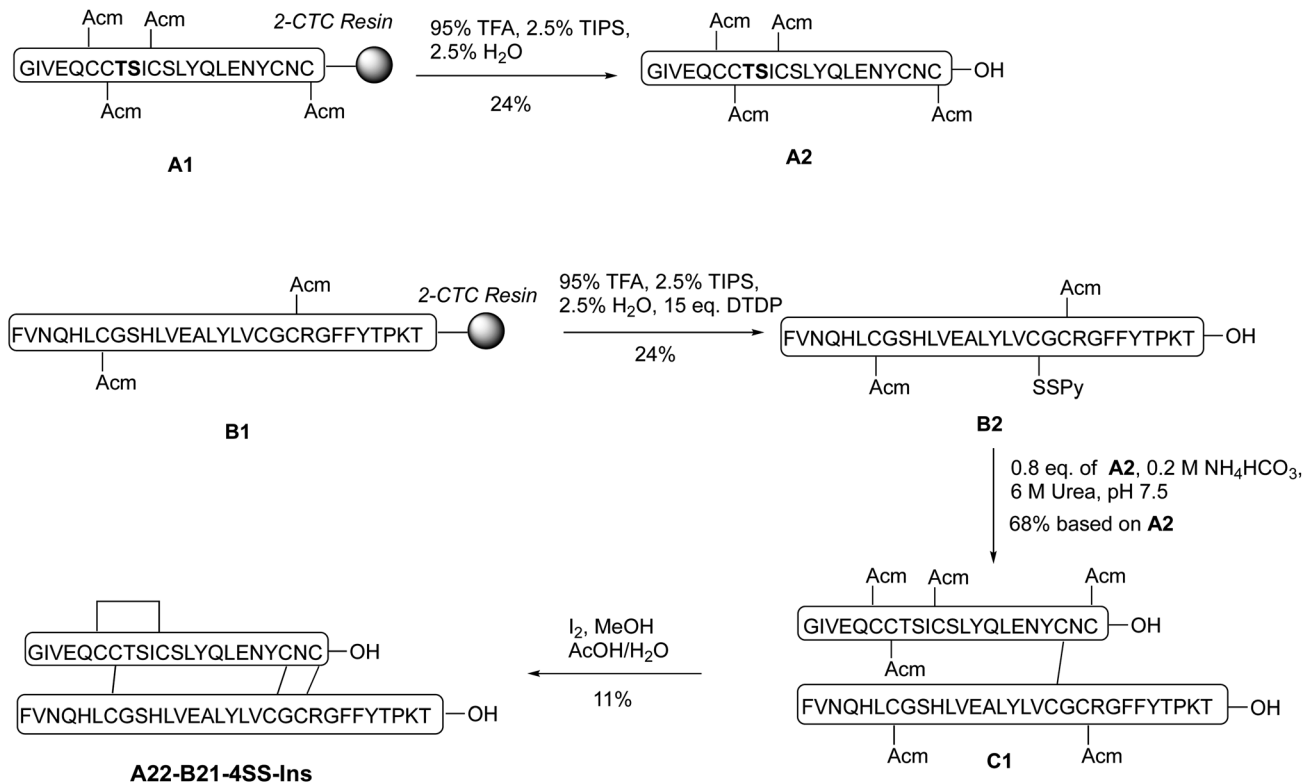 Acm
Acm
2-CTC Resin
GIVEQCCTSICSLYQLENYCNC
Acm
Acm
A1
95% TFA, 2.5% TIPS,
2.5% H₂O
24%
Acm
Acm
GIVEQCCTSICSLYQLENYCNC
OH
Acm
Acm
A2
Acm
2-CTC Resin
FVNQHLCGSHLVEALYLVCGCRGFFYTPKT
Acm
B1
95% TFA, 2.5% TIPS,
2.5% H₂O, 15 eq. DTDP
24%
Acm
FVNQHLCGSHLVEALYLVCGCRGFFYTPKT
OH
Acm
SSPy
B2
0.8 eq. of A2, 0.2 M NH₄HCO₃,
6 M Urea, pH 7.5
68% based on A2
Acm
Acm
Acm
GIVEQCCTSICSLYQLENYCNC
OH
Acm
FVNQHLCGSHLVEALYLVCGCRGFFYTPKT
OH
Acm
Acm
C1
I₂, MeOH
AcOH/H₂O
11%
GIVEQCCTSICSLYQLENYCNC
OH
FVNQHLCGSHLVEALYLVCGCRGFFYTPKT
OH
A22-B21-4SS-Ins